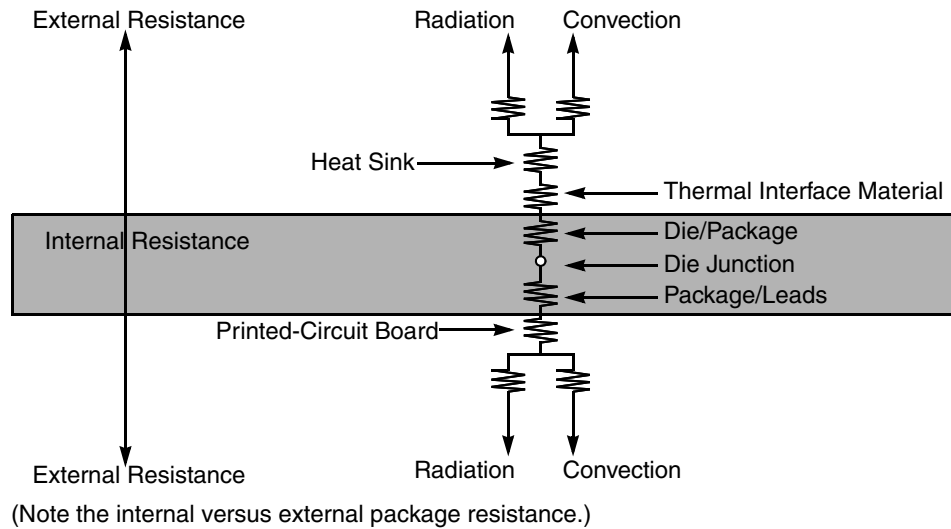 External Resistance
Radiation
Convection
Heat Sink
Thermal Interface Material
Internal Resistance
Die/Package
Die Junction
Package/Leads
Printed-Circuit Board
External Resistance
Radiation
Convection
(Note the internal versus external package resistance.)